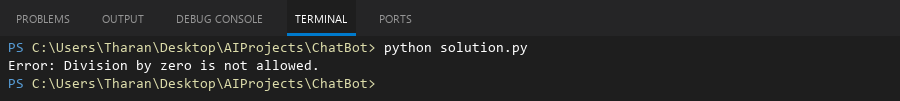 PROBLEMS OUTPUT DEBUG CONSOLE TERMINAL PORTS
PS C:\Users\Tharan\Desktop\AIProjects\ChatBot> python solution.py
Error: Division by zero is not allowed.
PS C:\Users\Tharan\Desktop\AIProjects\ChatBot>